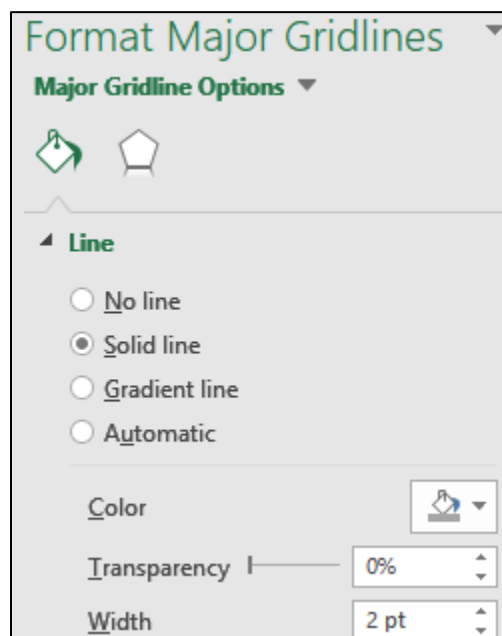 Format Major Gridlines
Major Gridline Options
Line
No line
Solid line
Gradient line
Automatic
Color
Transparency 0%
Width 2 pt